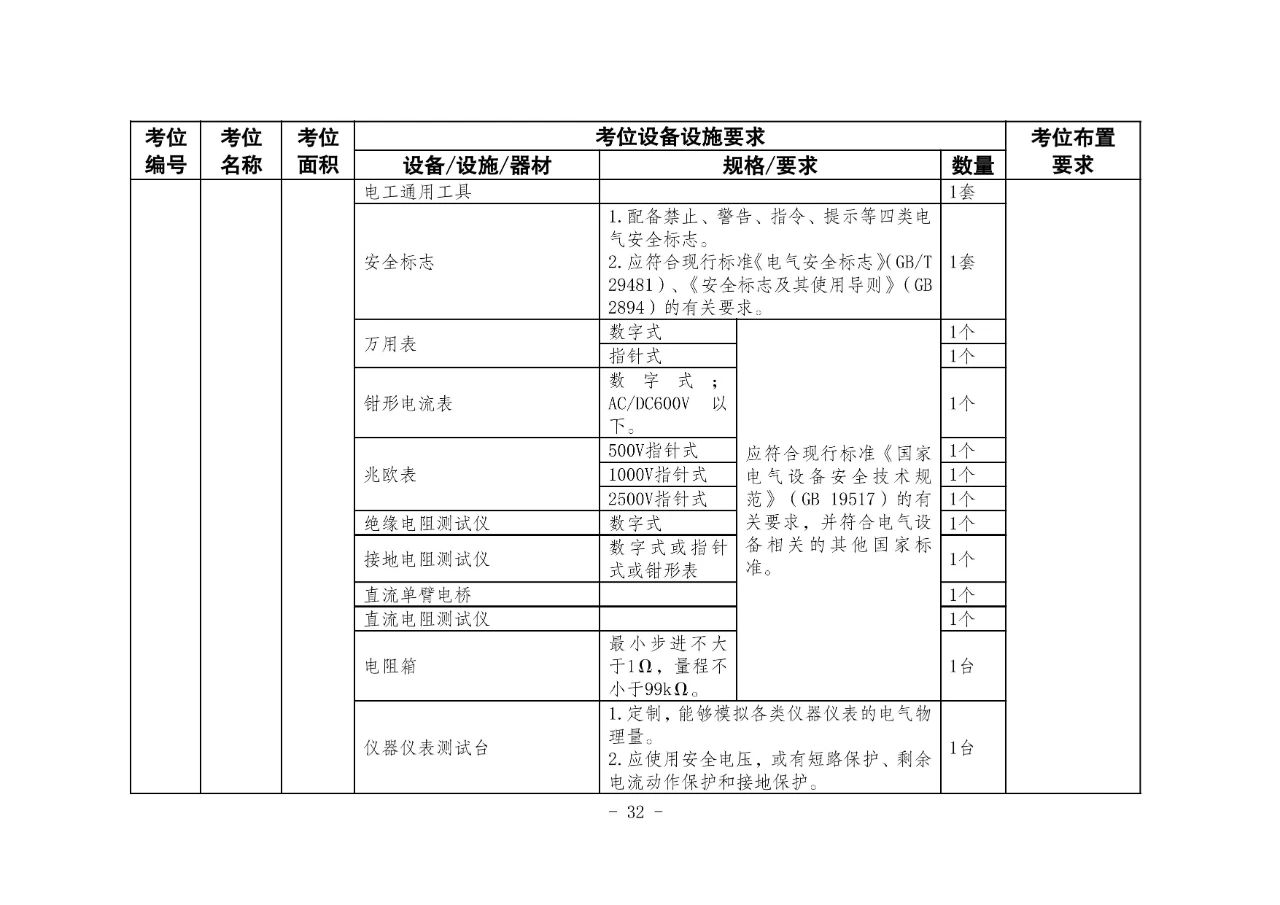 考位编号
考位名称
考位面积
考位设备设施要求
考位布置要求
设备/设施/器材
规格/要求
数量
电工通用工具
1套
安全标志
1.配备禁止、警告、指令、提示等四类电
气安全标志。
2.应符合现行标准《电气安全标志》（GB/T
29481）、《安全标志及其使用导则》（GB
2894）的有关要求。
1套
万用表
数字式
1个
指针式
1个
钳形电流表
数字式；
AC/DC600V 以
下。
1个
兆欧表
500V指针式
1个
1000V指针式
1个
2500V指针式
1个
应符合现行标准《国家
电气设备安全技术规
范》（GB 19517）的有
关要求，并符合电气设
备相关的其他国家标
准。
绝缘电阻测试仪
数字式
1个
接地电阻测试仪
数字式或指针
式或钳形表
1个
直流单臂电桥
1个
直流电阻测试仪
1个
电阻箱
最小步进不大
于1Ω，量程不
小于99kΩ。
1台
仪器仪表测试台
1.定制，能够模拟各类仪器仪表的电气物
理量。
2.应使用安全电压，或有短路保护、剩余
电流动作保护和接地保护。
1台
- 32 -